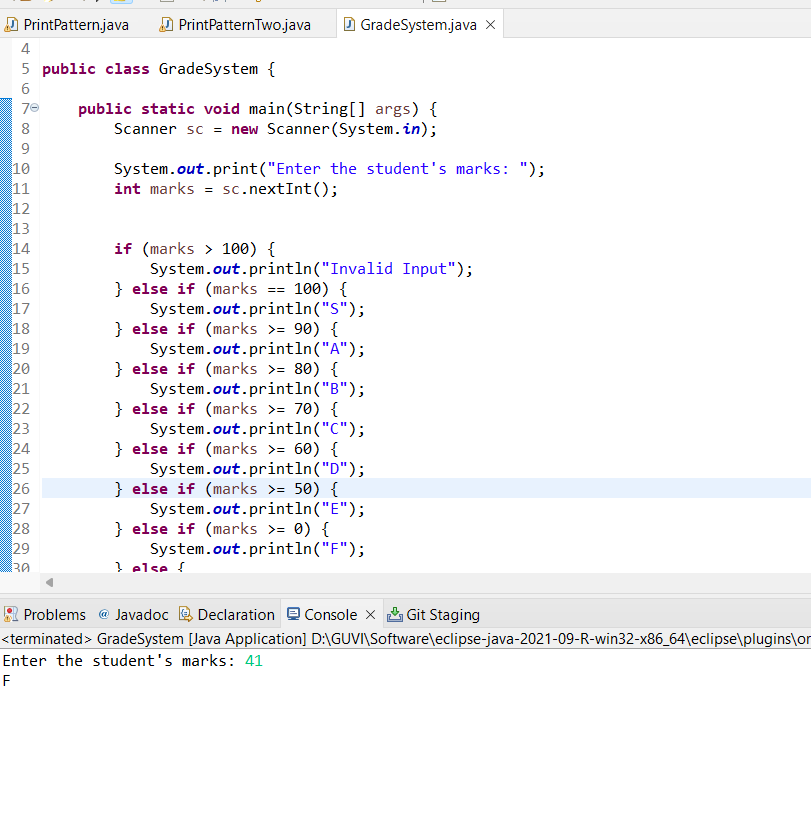 PrintPattern.java PrintPatternTwo.java GradeSystem.java
4
5 public class GradeSystem {
6
7 public static void main(String[] args) {
8 Scanner sc = new Scanner(System.in);
9
10 System.out.print("Enter the student's marks: ");
11 int marks = sc.nextInt();
12
13
14 if (marks > 100) {
15 System.out.println("Invalid Input");
16 } else if (marks == 100) {
17 System.out.println("S");
18 } else if (marks >= 90) {
19 System.out.println("A");
20 } else if (marks >= 80) {
21 System.out.println("B");
22 } else if (marks >= 70) {
23 System.out.println("C");
24 } else if (marks >= 60) {
25 System.out.println("D");
26 } else if (marks >= 50) {
27 System.out.println("E");
28 } else if (marks >= 0) {
29 System.out.println("F");
30 } else {
Problems @ Javadoc Declaration Console Git Staging
<terminated> GradeSystem [Java Application] D:\GUVI\Software\eclipse-java-2021-09-R-win32-x86_64\eclipse\plugins\or
Enter the student's marks: 41
F